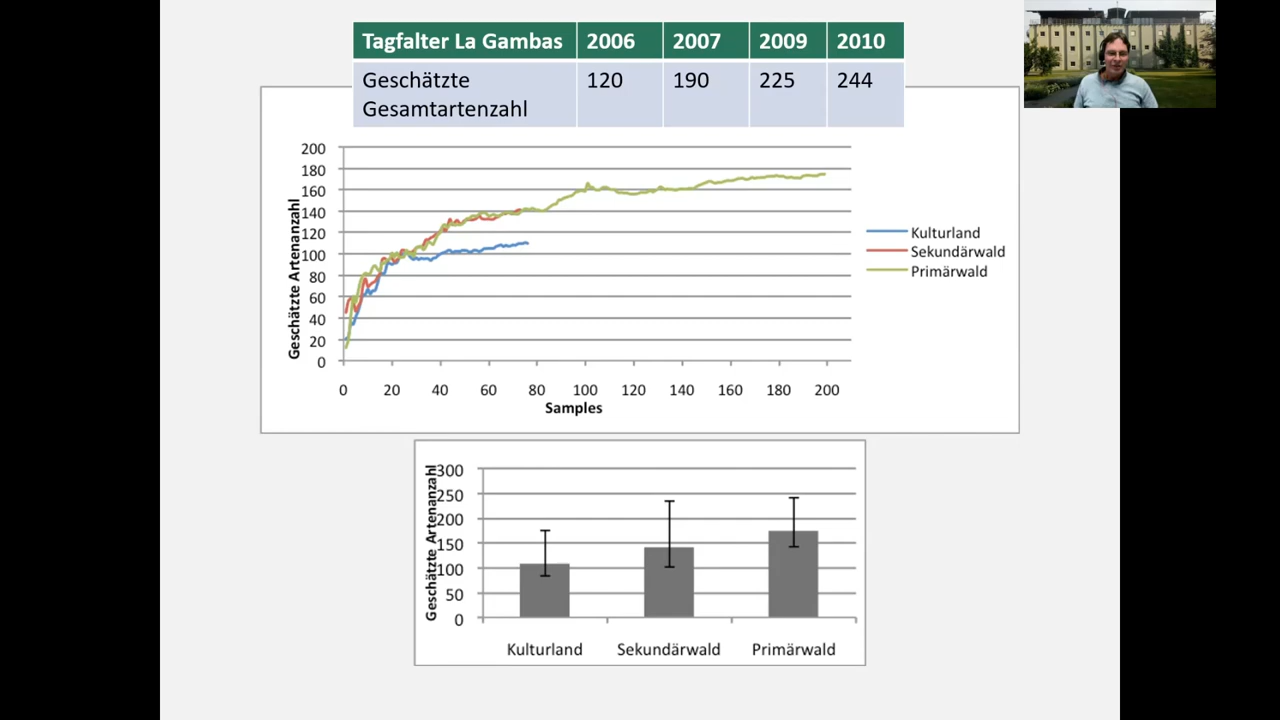 Tagfalter La Gambas 2006 2007 2009 2010
Geschätzte 120 190 225 244
Gesamtartenzahl
Geschätzte Artenanzahl
200
180
160
140
120
100
80
60
40
20
0
0 20 40 60 80 100 120 140 160 180 200
Samples
Kulturland
Sekundärwald
Primärwald
Geschätzte Artenanzahl
300
250
200
150
100
50
0
Kulturland Sekundärwald Primärwald